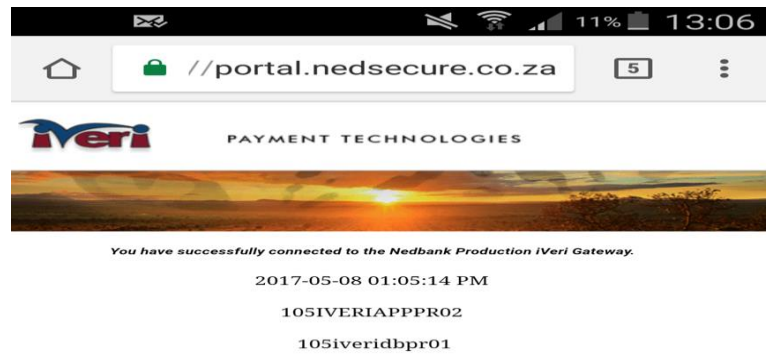 11% 13:06
//portal.nedsecure.co.za 5
iVeri PAYMENT TECHNOLOGIES
You have successfully connected to the Nedbank Production iVeri Gateway.
2017-05-08 01:05:14 PM
105IVERIAPPPR02
105iveridbpr01